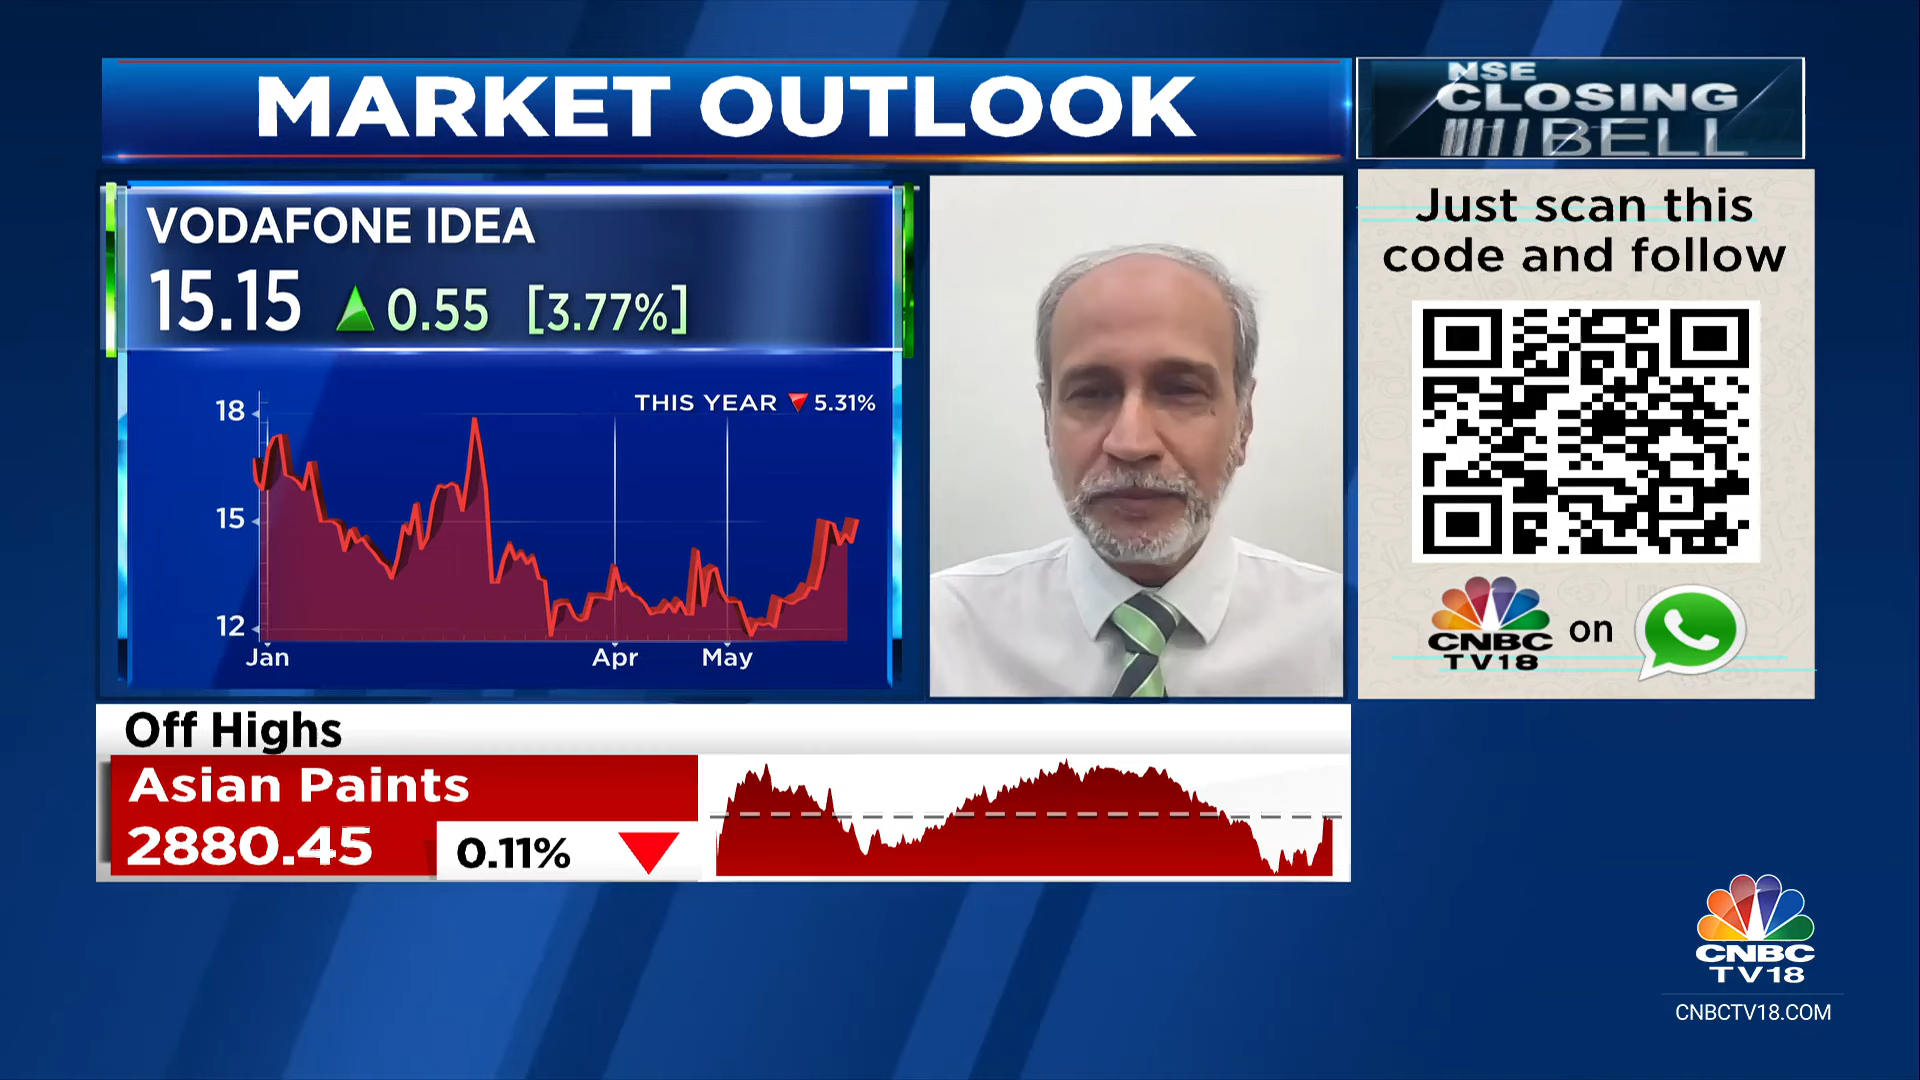 MARKET OUTLOOK
NSE
CLOSING
BELL
VODAFONE IDEA
15.15 ▲ 0.55 [3.77%]
THIS YEAR ▼ 5.31%
18
15
12
Jan Apr May
Just scan this
code and follow
CNBC
TV18
on
Off Highs
Asian Paints
2880.45 0.11% ▼
CNBC
TV18
CNBCTV18.COM